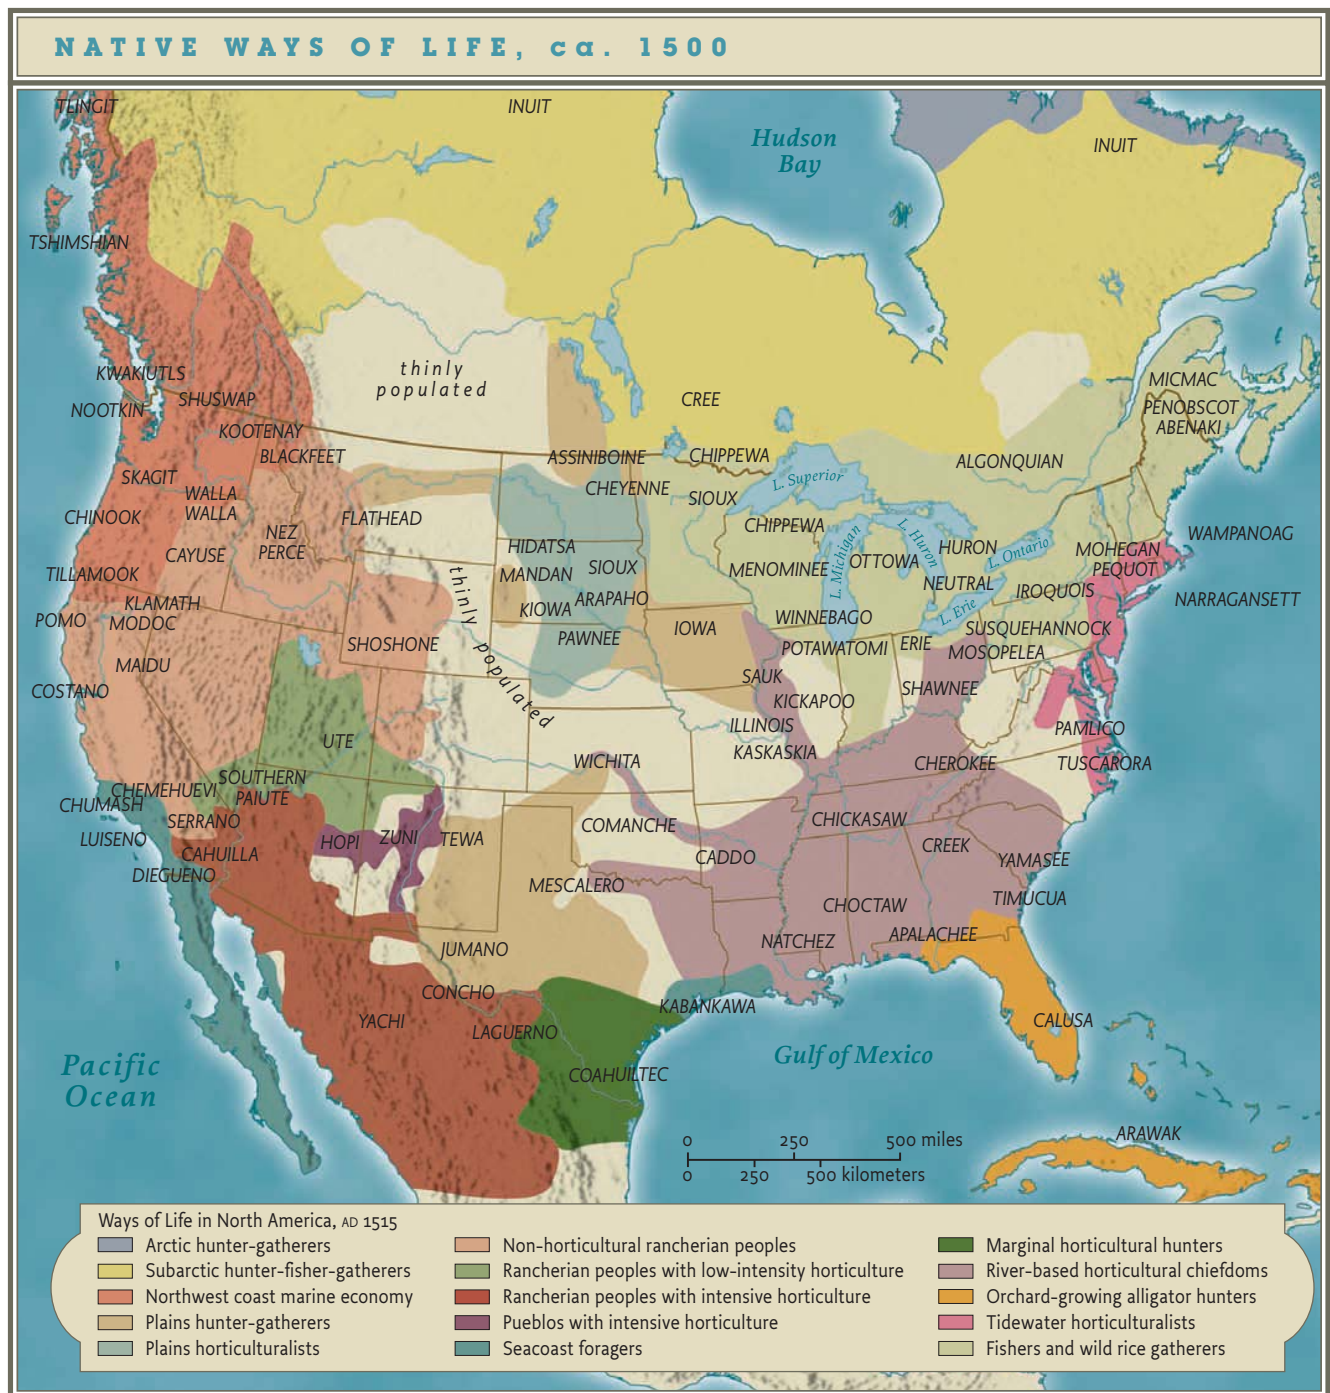 NATIVE WAYS OF LIFE, ca. 1500
TLINGIT
INUIT
Hudson
Bay
INUIT
TSHIMSHIAN
thinly
populated
KWAKIUTLS
NOOTKIN
SHUSWAP
KOOTENAY
BLACKFEET
CREE
MICMAC
PENOBSCOT
ABENAKI
ASSINIBOINE
CHIPPEWA
ALGONQUIAN
SKAGIT
CHEYENNE
SIOUX
L. Superior
WALLA
WALLA
CHINOOK
NEZ
PERCE
FLATHEAD
CHIPPEWA
L. Michigan
L. Huron
HURON
L. Ontario
WAMPANOAG
CAYUSE
HIDATSA
MANDAN
SIOUX
MENOMINEE
OTTOWA
NEUTRAL
MOHEGAN
PEQUOT
TILLAMOOK
KIOWA
ARAPAHO
IROQUOIS
NARRAGANSETT
POMO
KLAMATH
MODOC
thinly populated
PAWNEE
IOWA
WINNEBAGO
L. Erie
SUSQUEHANNOCK
SHOSHONE
POTAWATOMI
ERIE
MOSOPELEA
MAIDU
SAUK
SHAWNEE
COSTANO
KICKAPOO
ILLINOIS
PAMLICO
UTE
KASKASKIA
WICHITA
CHEROKEE
TUSCARORA
SOUTHERN
PAIUTE
CHEMEHUEVI
CHUMASH
SERRANO
LUISENO
HOPI
ZUNI
TEWA
COMANCHE
CHICKASAW
CAHUILLA
DIEGUENO
CADDO
CREEK
YAMASEE
MESCALERO
CHOCTAW
TIMUCUA
JUMANO
NATCHEZ
APALACHEE
CONCHO
KABANKAWA
YACHI
LAGUERNO
CALUSA
Pacific
Ocean
COAHUILTEC
Gulf of Mexico
ARAWAK
0 250 500 miles
0 250 500 kilometers
Ways of Life in North America, AD 1515
Arctic hunter-gatherers
Subarctic hunter-fisher-gatherers
Northwest coast marine economy
Plains hunter-gatherers
Plains horticulturalists
Non-horticultural rancherian peoples
Rancherian peoples with low-intensity horticulture
Rancherian peoples with intensive horticulture
Pueblos with intensive horticulture
Seacoast foragers
Marginal horticultural hunters
River-based horticultural chiefdoms
Orchard-growing alligator hunters
Tidewater horticulturalists
Fishers and wild rice gatherers